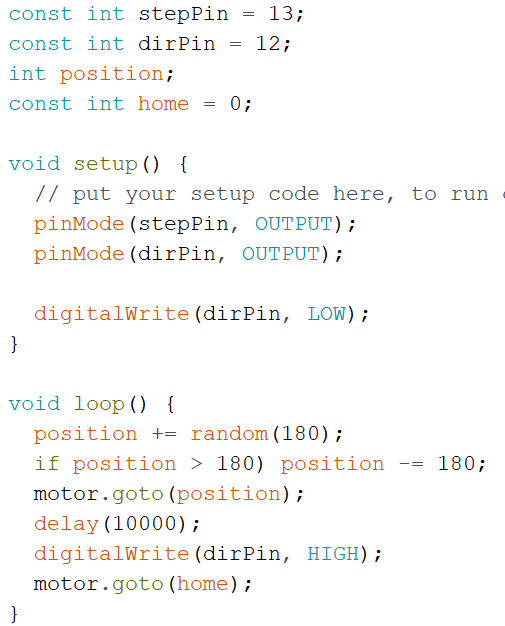 const int stepPin = 13;
const int dirPin = 12;
int position;
const int home = 0;

void setup() {
  // put your setup code here, to run
  pinMode(stepPin, OUTPUT);
  pinMode(dirPin, OUTPUT);

  digitalWrite(dirPin, LOW);
}

void loop() {
  position += random(180);
  if position > 180) position -= 180;
  motor.goto(position);
  delay(10000);
  digitalWrite(dirPin, HIGH);
  motor.goto(home);
}